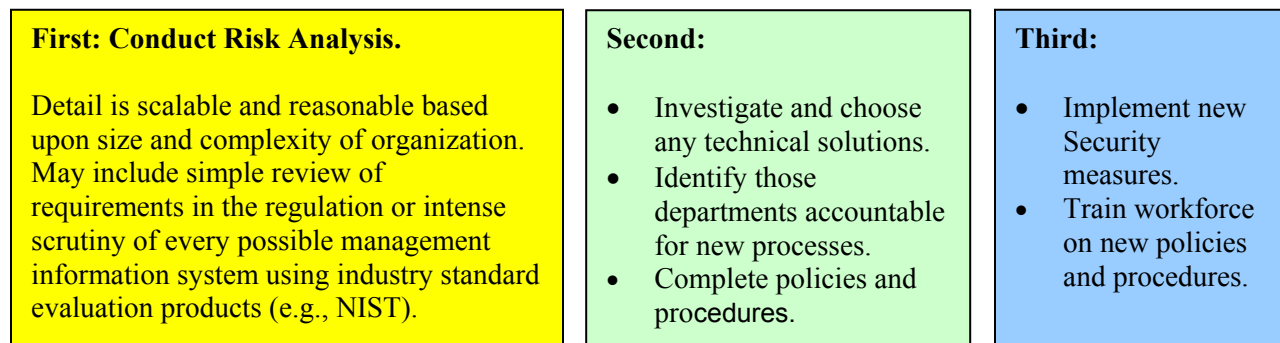 First: Conduct Risk Analysis.
Detail is scalable and reasonable based
upon size and complexity of organization.
May include simple review of
requirements in the regulation or intense
scrutiny of every possible management
information system using industry standard
evaluation products (e.g., NIST).
Second:
• Investigate and choose
any technical solutions.
• Identify those
departments accountable
for new processes.
• Complete policies and
procedures.
Third:
• Implement new
Security
measures.
• Train workforce
on new policies
and procedures.